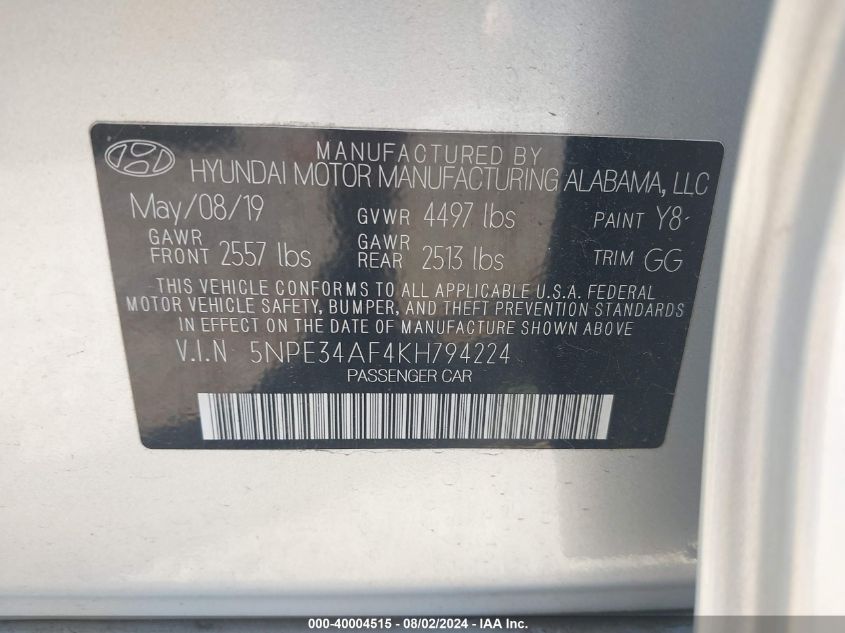 MANUFACTURED BY
HYUNDAI MOTOR MANUFACTURING ALABAMA, LLC
May/08/19 GVWR 4497 lbs PAINT Y8-
GAWR FRONT 2557 lbs GAWR REAR 2513 lbs TRIM GG
THIS VEHICLE CONFORMS TO ALL APPLICABLE U.S.A. FEDERAL
MOTOR VEHICLE SAFETY, BUMPER, AND THEFT PREVENTION STANDARDS
IN EFFECT ON THE DATE OF MANUFACTURE SHOWN ABOVE
V.I.N 5NPE34AF4KH794224
PASSENGER CAR
000-40004515 - 08/02/2024 - IAA Inc.